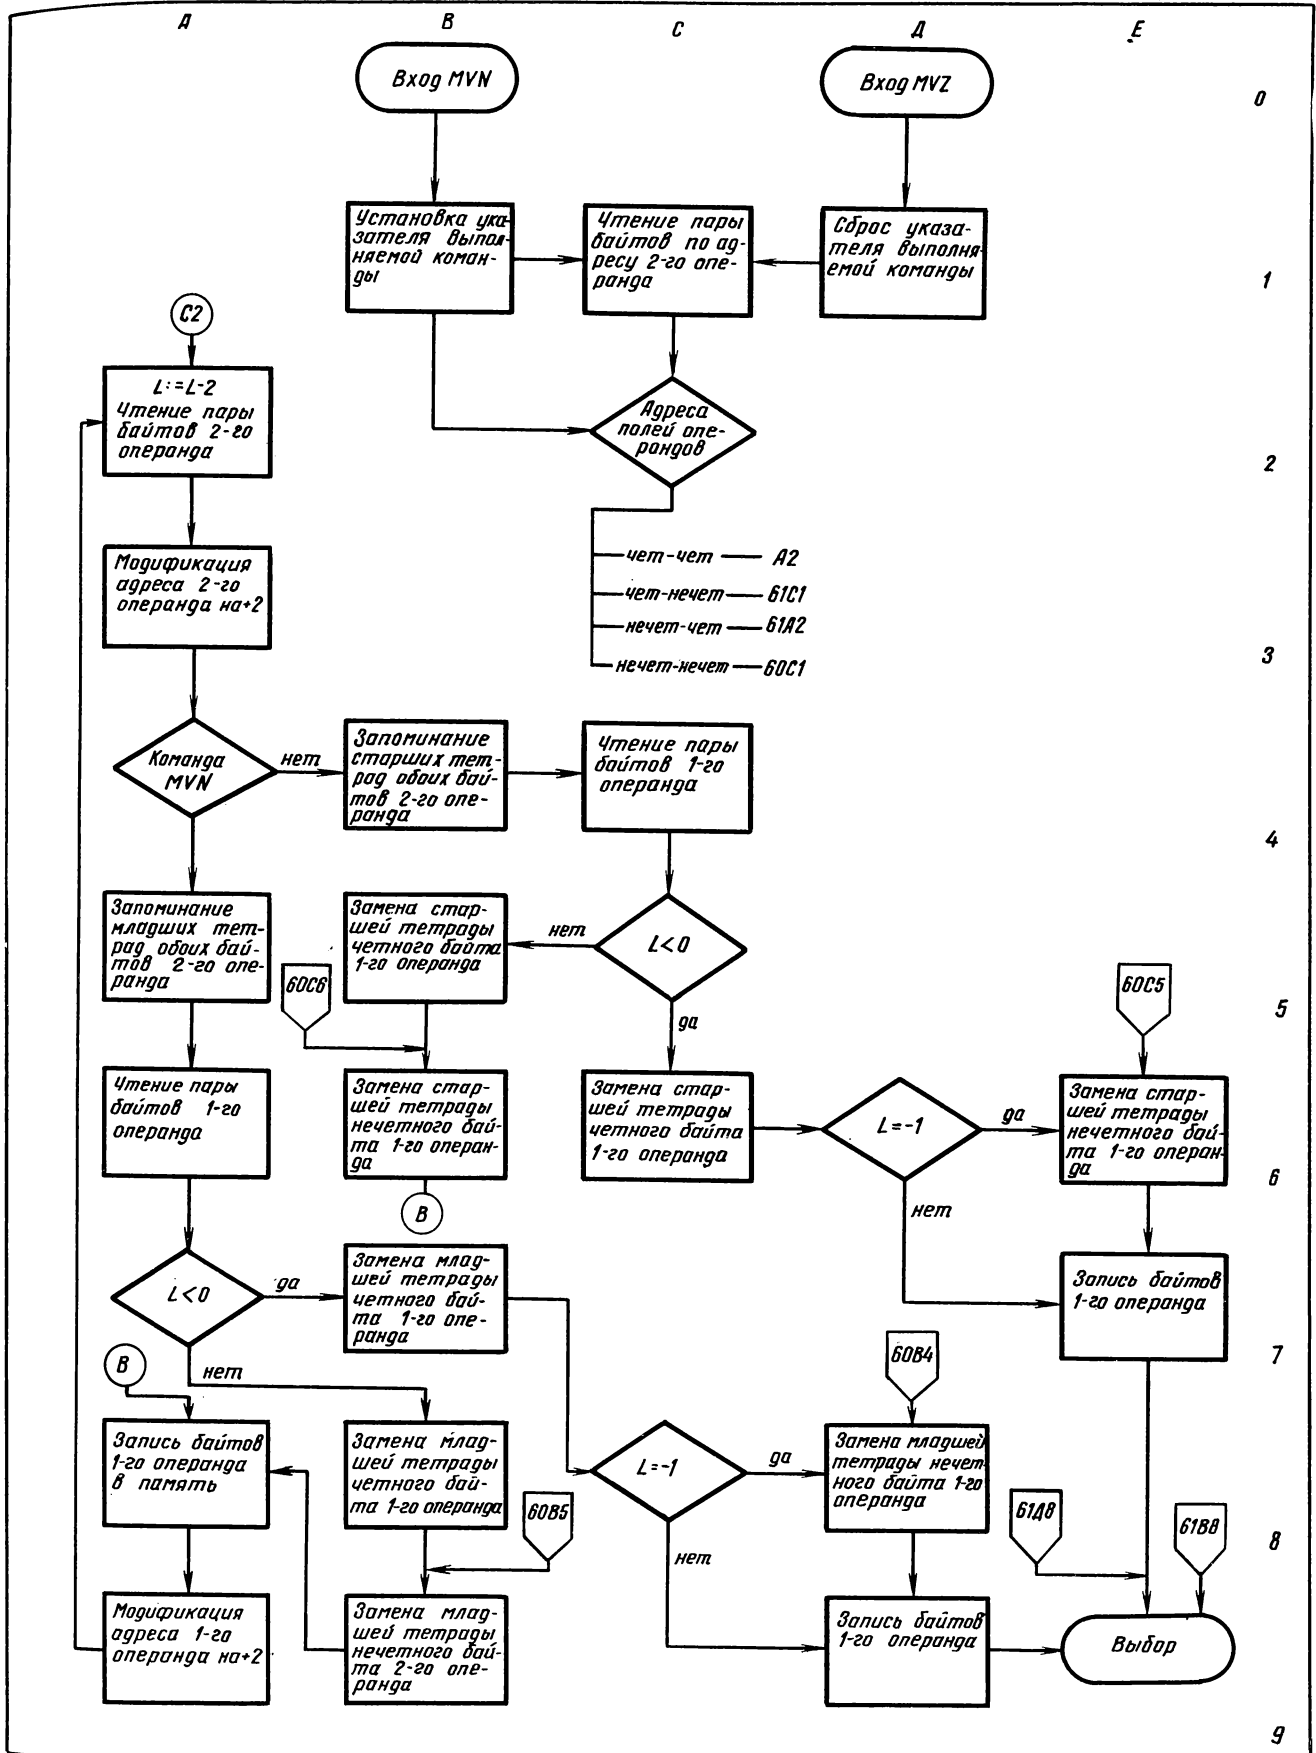 А
В
С
Д
Е
Вход MVN
Вход MVZ
0
Установка ука-
зателя выпол-
няемой коман-
ды
Чтение пары
байтов по ад-
ресу 2-го опе-
ранда
Сброс указа-
теля выполня-
емой команды
1
С2
L:=L-2
Чтение пары
байтов 2-го
операнда
Адреса
полей опе-
рандов
2
чет-чет — А2
чет-нечет — 61С1
нечет-чет — 61А2
нечет-нечет — 60С1
Модификация
адреса 2-го
операнда на+2
3
Команда
MVN
нет
Запоминание
старших тет-
рад обоих бай-
тов 2-го опе-
ранда
Чтение пары
байтов 1-го
операнда
4
Запоминание
младших тет-
рад обоих бай-
тов 2-го опе-
ранда
Замена стар-
шей тетрады
четного байта
1-го операнда
нет
L<0
да
60С6
60С5
5
Чтение пары
байтов 1-го
операнда
Замена стар-
шей тетрады
нечетного бай-
та 1-го операн-
да
Замена стар-
шей тетрады
четного байта
1-го операнда
L=-1
да
нет
Замена стар-
шей тетрады
нечетного бай-
та 1-го операн-
да
6
В
L<0
да
нет
Замена млад-
шей тетрады
четного бай-
та 1-го опе-
ранда
Запись байтов
1-го операнда
7
В
60В4
Запись байтов
1-го операнда
в память
Замена млад-
шей тетрады
четного бай-
та 1-го операнда
L=-1
да
нет
Замена младшей
тетрады нечет-
ного байта 1-го
операнда
60В5
61Д8
61В8
8
Модификация
адреса 1-го
операнда на+2
Замена млад-
шей тетрады
нечетного бай-
та 2-го опе-
ранда
Запись байтов
1-го операнда
Выбор
9